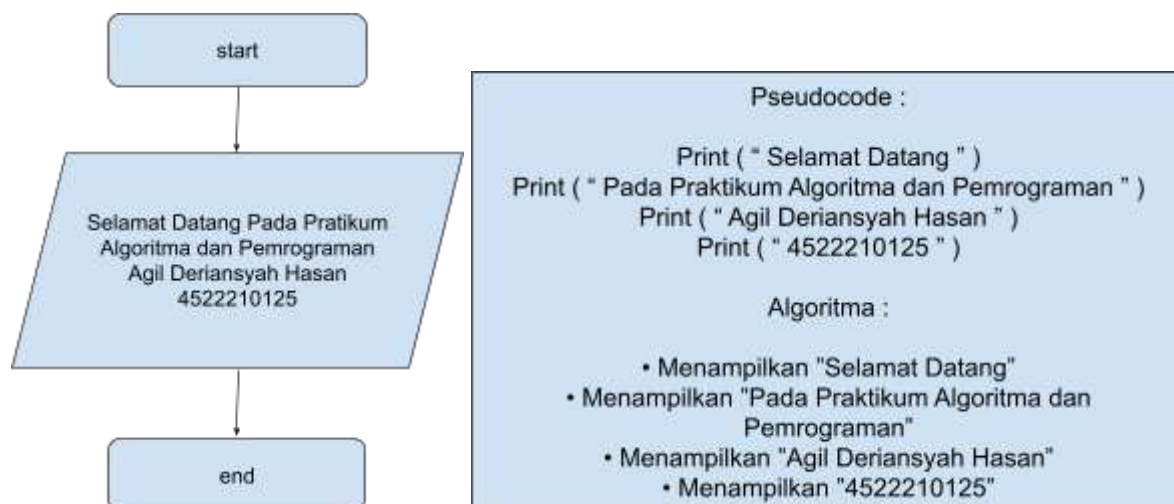 start
Selamat Datang Pada Pratikum
Algoritma dan Pemrograman
Agil Deriansyah Hasan
4522210125
end
Pseudocode :
Print ( “ Selamat Datang ” )
Print ( “ Pada Praktikum Algoritma dan Pemrograman ” )
Print ( “ Agil Deriansyah Hasan ” )
Print ( “ 4522210125 ” )
Algoritma :
• Menampilkan "Selamat Datang”
• Menampilkan "Pada Praktikum Algoritma dan
Pemrograman”
• Menampilkan "Agil Deriansyah Hasan”
• Menampilkan "4522210125”